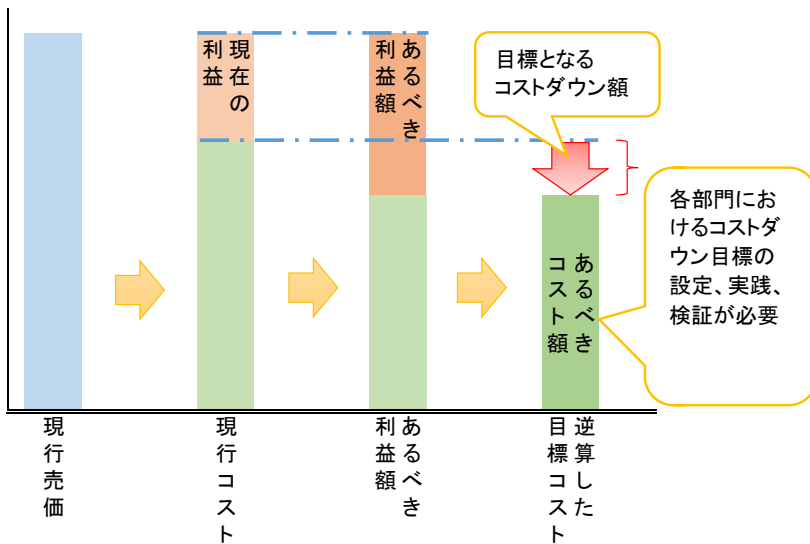 現在の
利益
あるべき
利益額
目標となる
コストダウン額
各部門にお
けるコストダ
ウン目標の
設定、実践、
検証が必要
あるべき
コスト額
現行売価
現行コスト
あるべき
利益額
逆算した
目標コスト